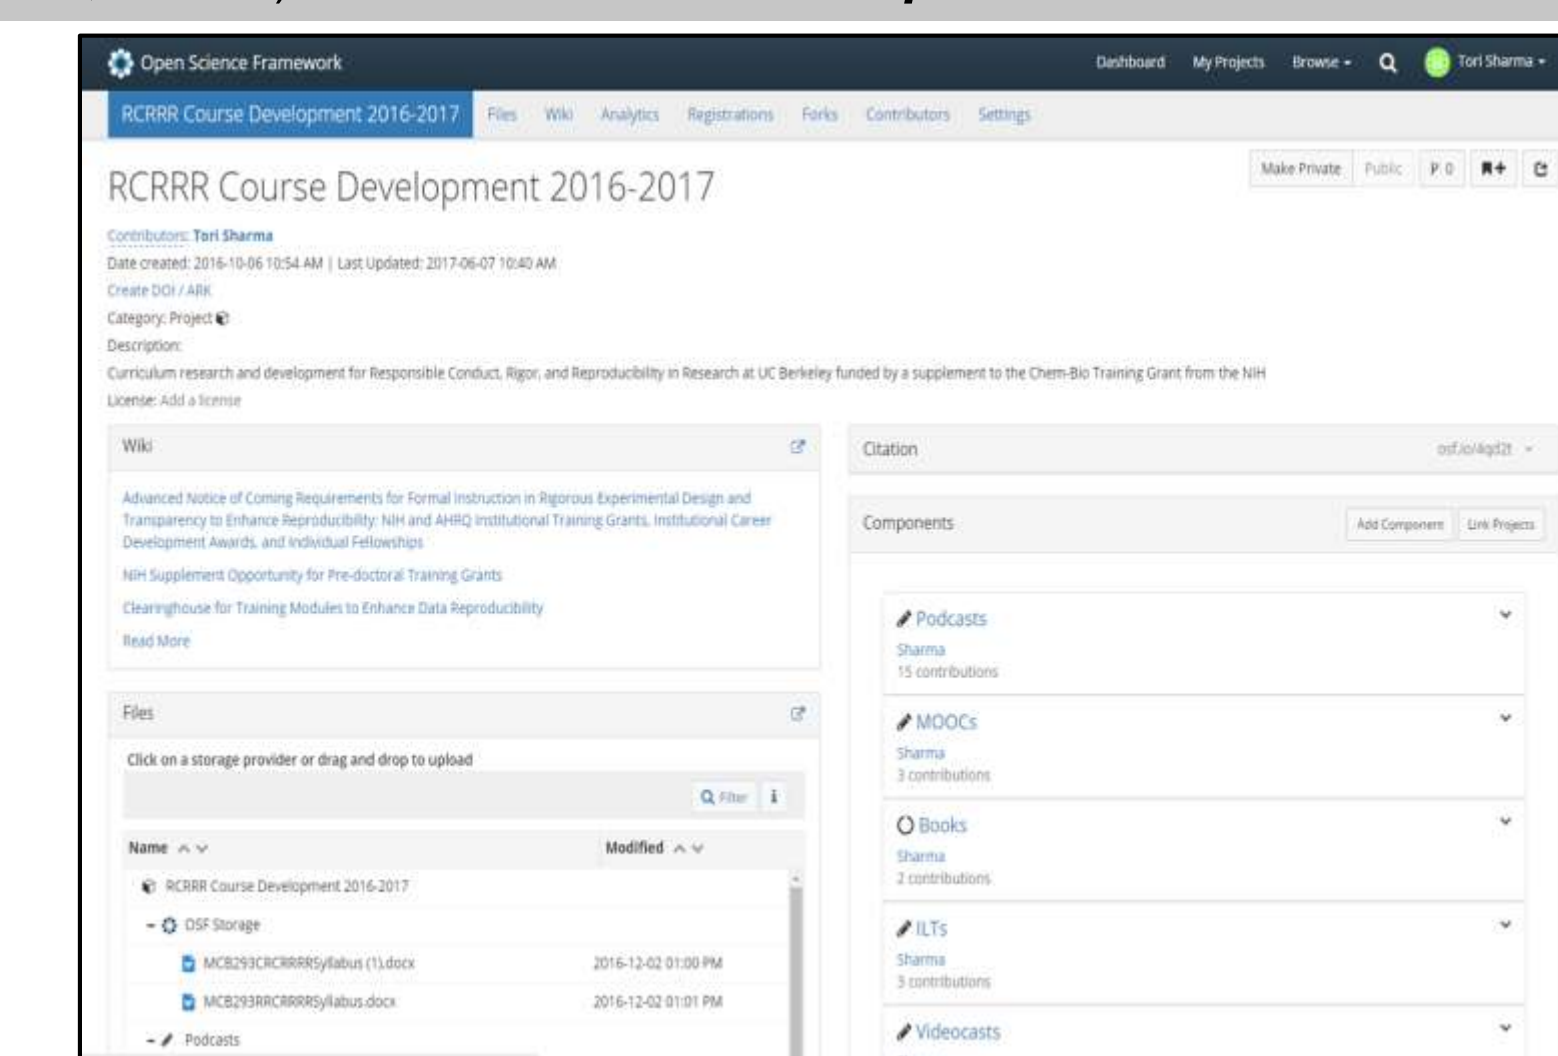 Open Science Framework
Dashboard My Projects Browse Tori Sharma
RCRRR Course Development 2016-2017 Files Wiki Analytics Registrations Forks Contributors Settings
RCRRR Course Development 2016-2017
Make Private Public 0
Contributors: Tori Sharma
Date created: 2016-10-06 10:54 AM | Last Updated: 2017-06-07 10:40 AM
Create DOI / ARK
Category: Project
Description:
Curriculum research and development for Responsible Conduct, Rigor, and Reproducibility in Research at UC Berkeley funded by a supplement to the Chem-Bio Training Grant from the NIH
License: Add a license
Wiki
Advanced Notice of Coming Requirements for Formal Instruction in Rigorous Experimental Design and
Transparency to Enhance Reproducibility: NIH and AHRQ Institutional Training Grants, Institutional Career
Development Awards, and Individual Fellowships
NIH Supplement Opportunity for Pre-doctoral Training Grants
Clearinghouse for Training Modules to Enhance Data Reproducibility
Read More
Files
Click on a storage provider or drag and drop to upload
Filter i
Name Modified
RCRRR Course Development 2016-2017
OSF Storage
MCB293CRCRRRRSyllabus (1).docx 2016-12-02 01:00 PM
MCB293RRCRRRRSyllabus.docx 2016-12-02 01:01 PM
Podcasts
Citation osf.io/4qd2t
Components Add Component Link Projects
Podcasts
Sharma
15 contributions
MOOCs
Sharma
3 contributions
Books
Sharma
2 contributions
ILTs
Sharma
3 contributions
Videocasts